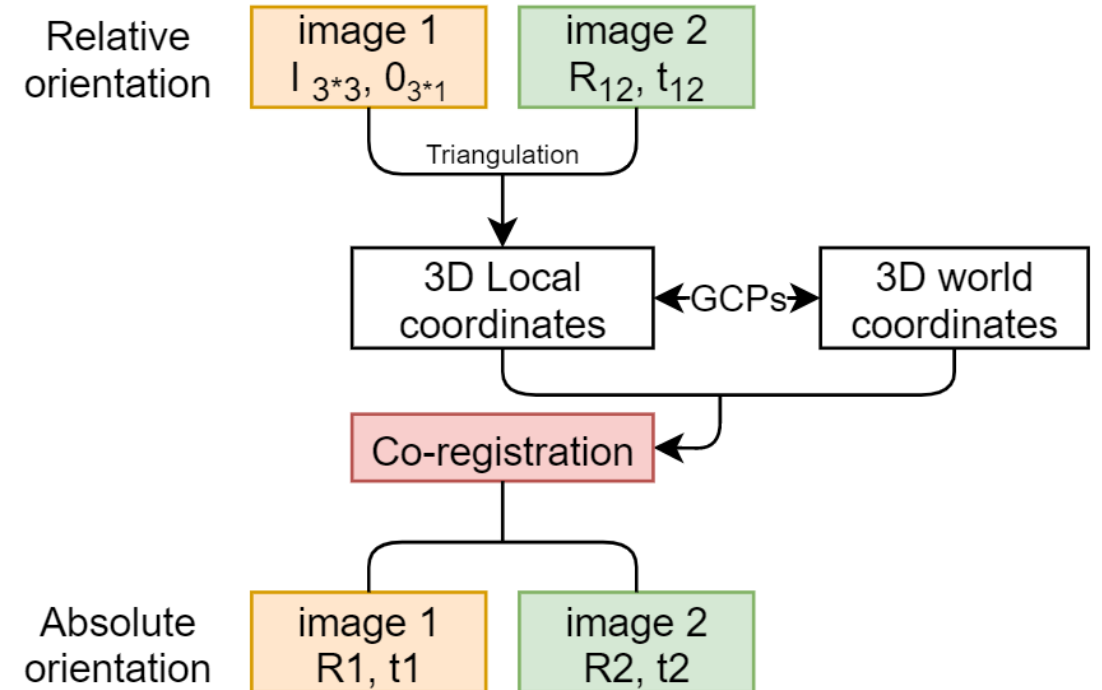 Relative
orientation
image 1
I 3*3, 03*1
image 2
R12, t12
Triangulation
3D Local
coordinates
GCPs
3D world
coordinates
Co-registration
Absolute
orientation
image 1
R1, t1
image 2
R2, t2